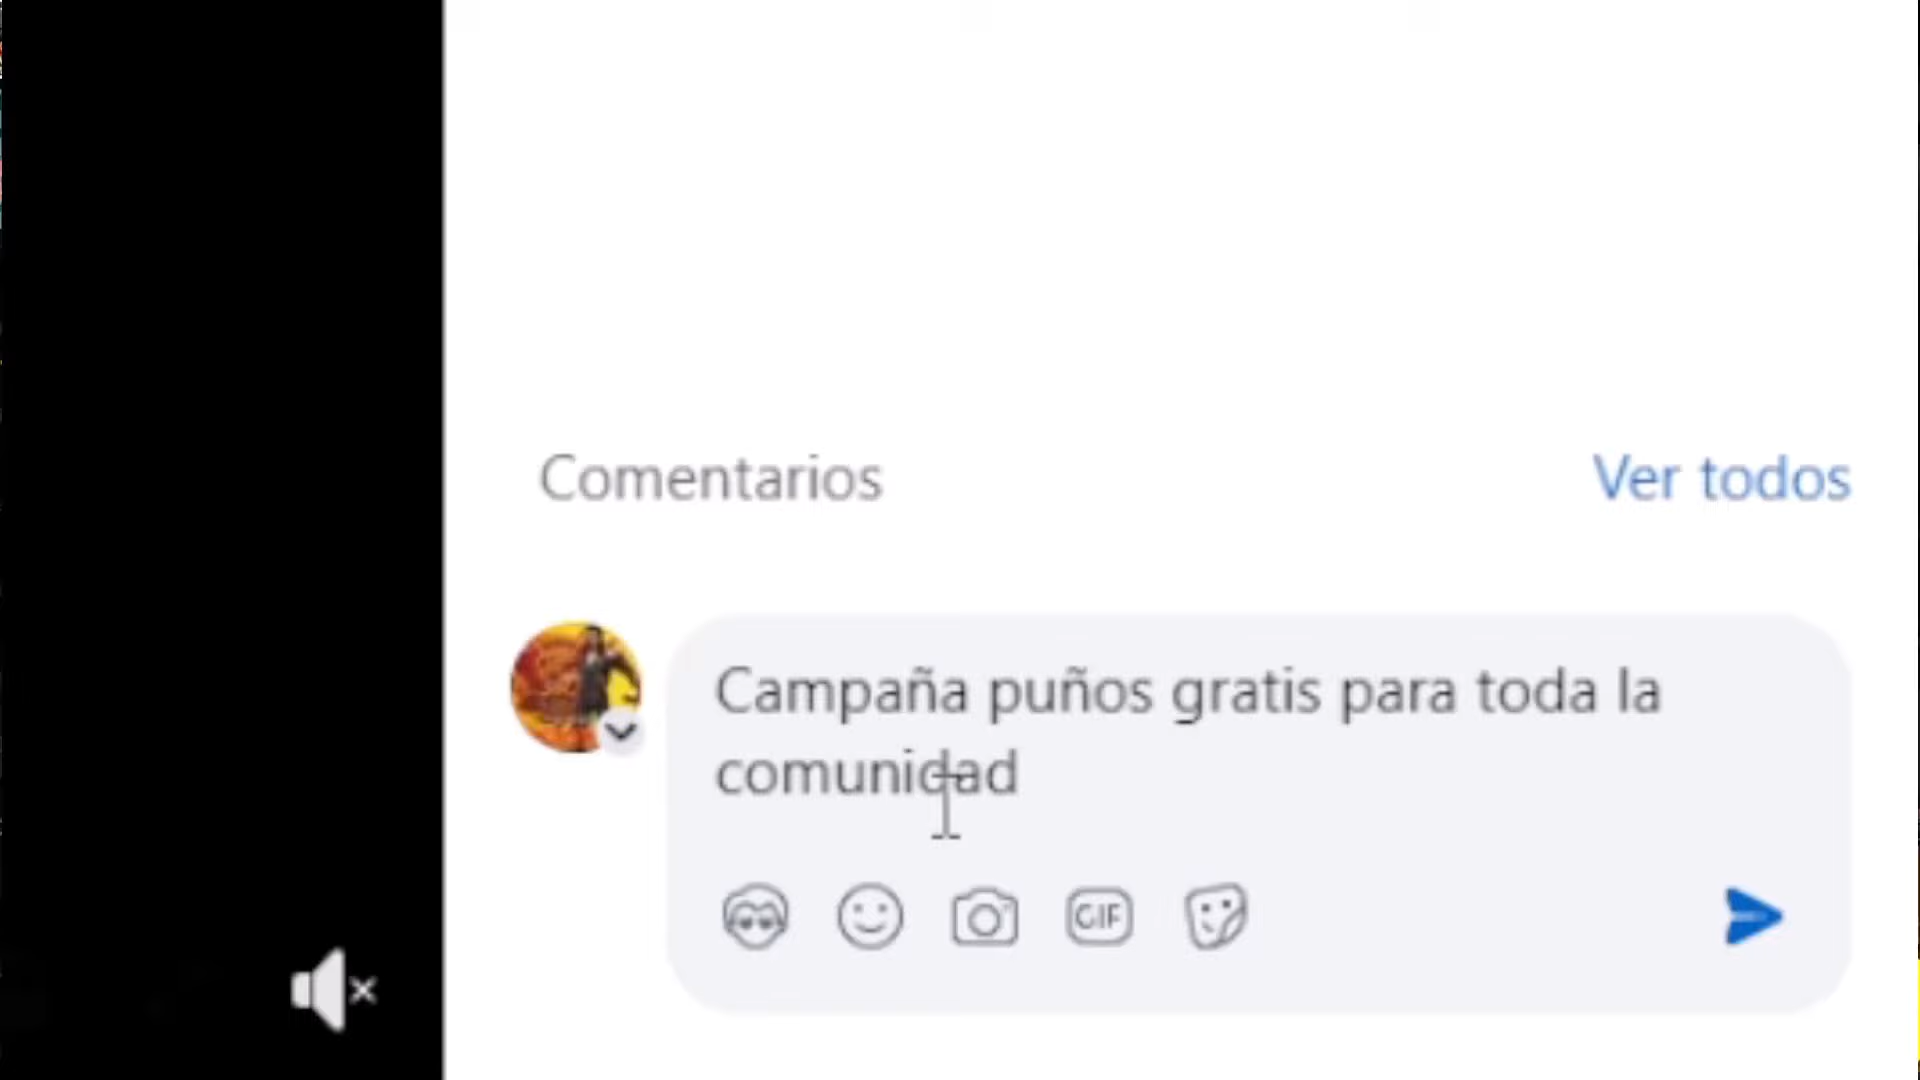 Comentarios
Ver todos
Campaña puños gratis para toda la
comunidad
GIF